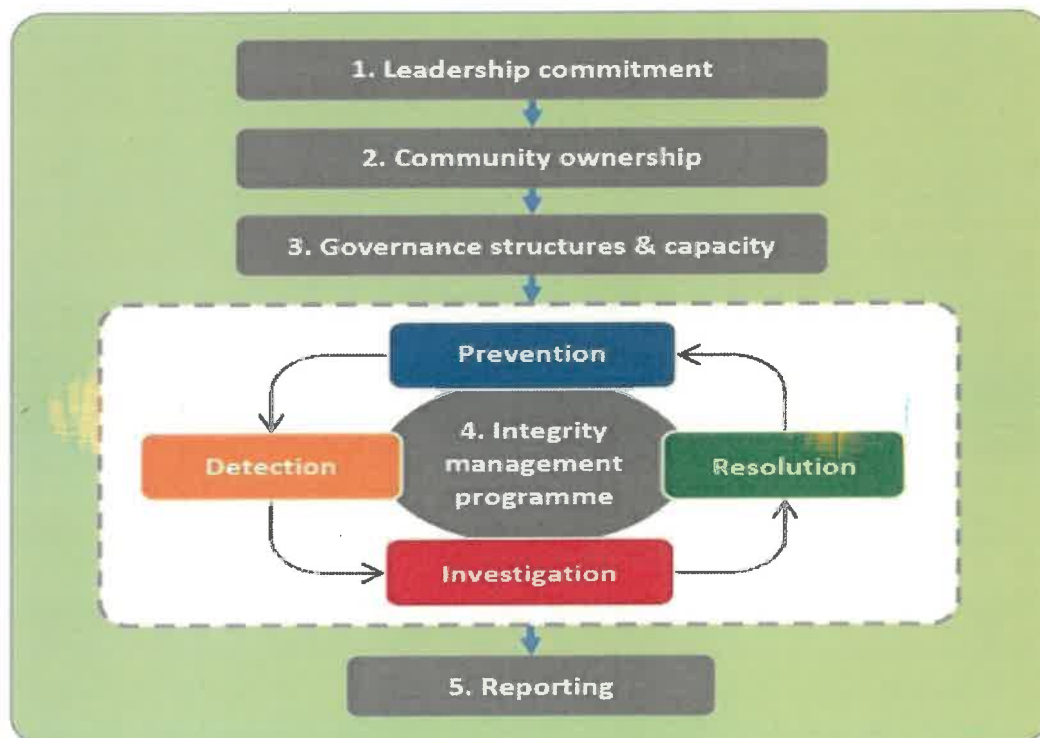 1. Leadership commitment
2. Community ownership
3. Governance structures & capacity
Prevention
4. Integrity
management
programme
Detection
Resolution
Investigation
5. Reporting